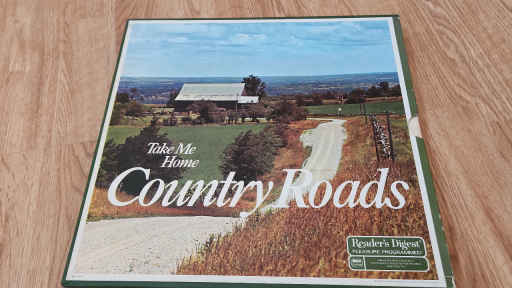 Take Me
Home
Country Roads
Reader's Digest
PLEASURE PROGRAMMED